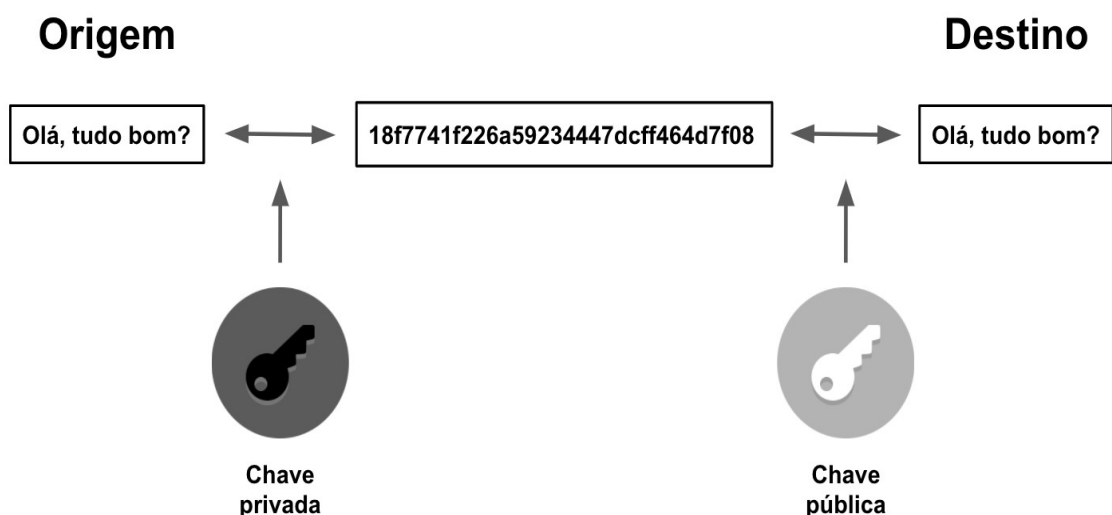 Origem
Destino
Olá, tudo bom?
18f7741f226a59234447dcff464d7f08
Olá, tudo bom?
Chave
privada
Chave
pública